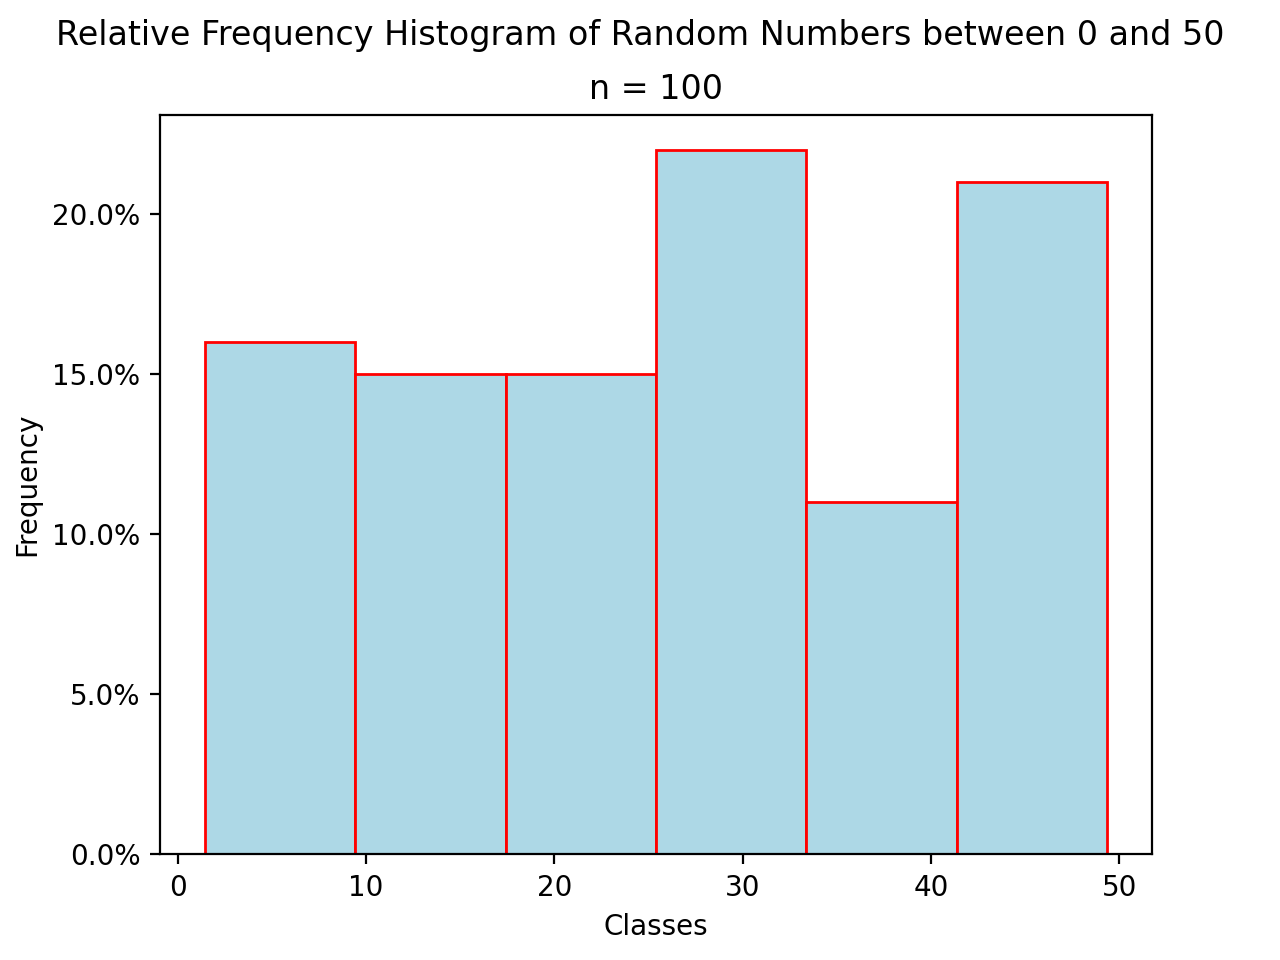 Relative Frequency Histogram of Random Numbers between 0 and 50
n = 100
20.0%
15.0%
10.0%
5.0%
0.0%
Frequency
0 10 20 30 40 50
Classes